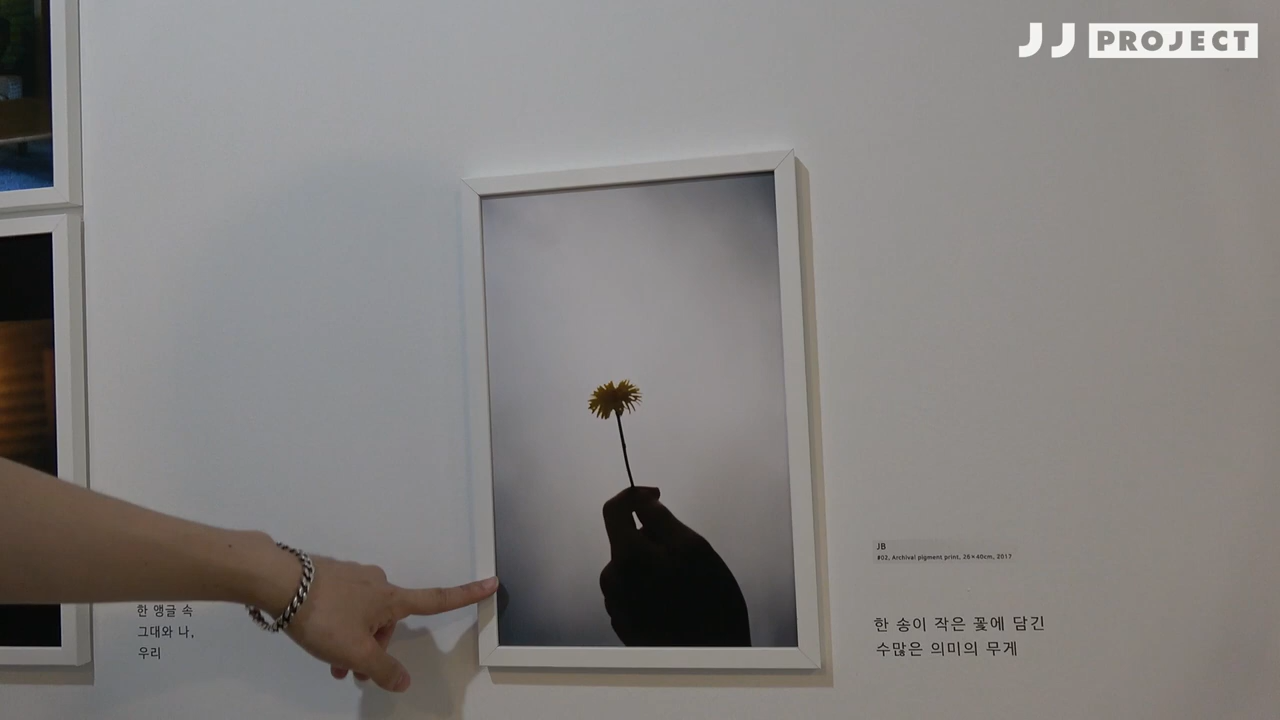 JJ PROJECT
JB
#02, Archival pigment print, 26×40cm, 2017
한 송이 작은 꽃에 담긴
수많은 의미의 무게
한 앵글 속
그대와 나,
우리